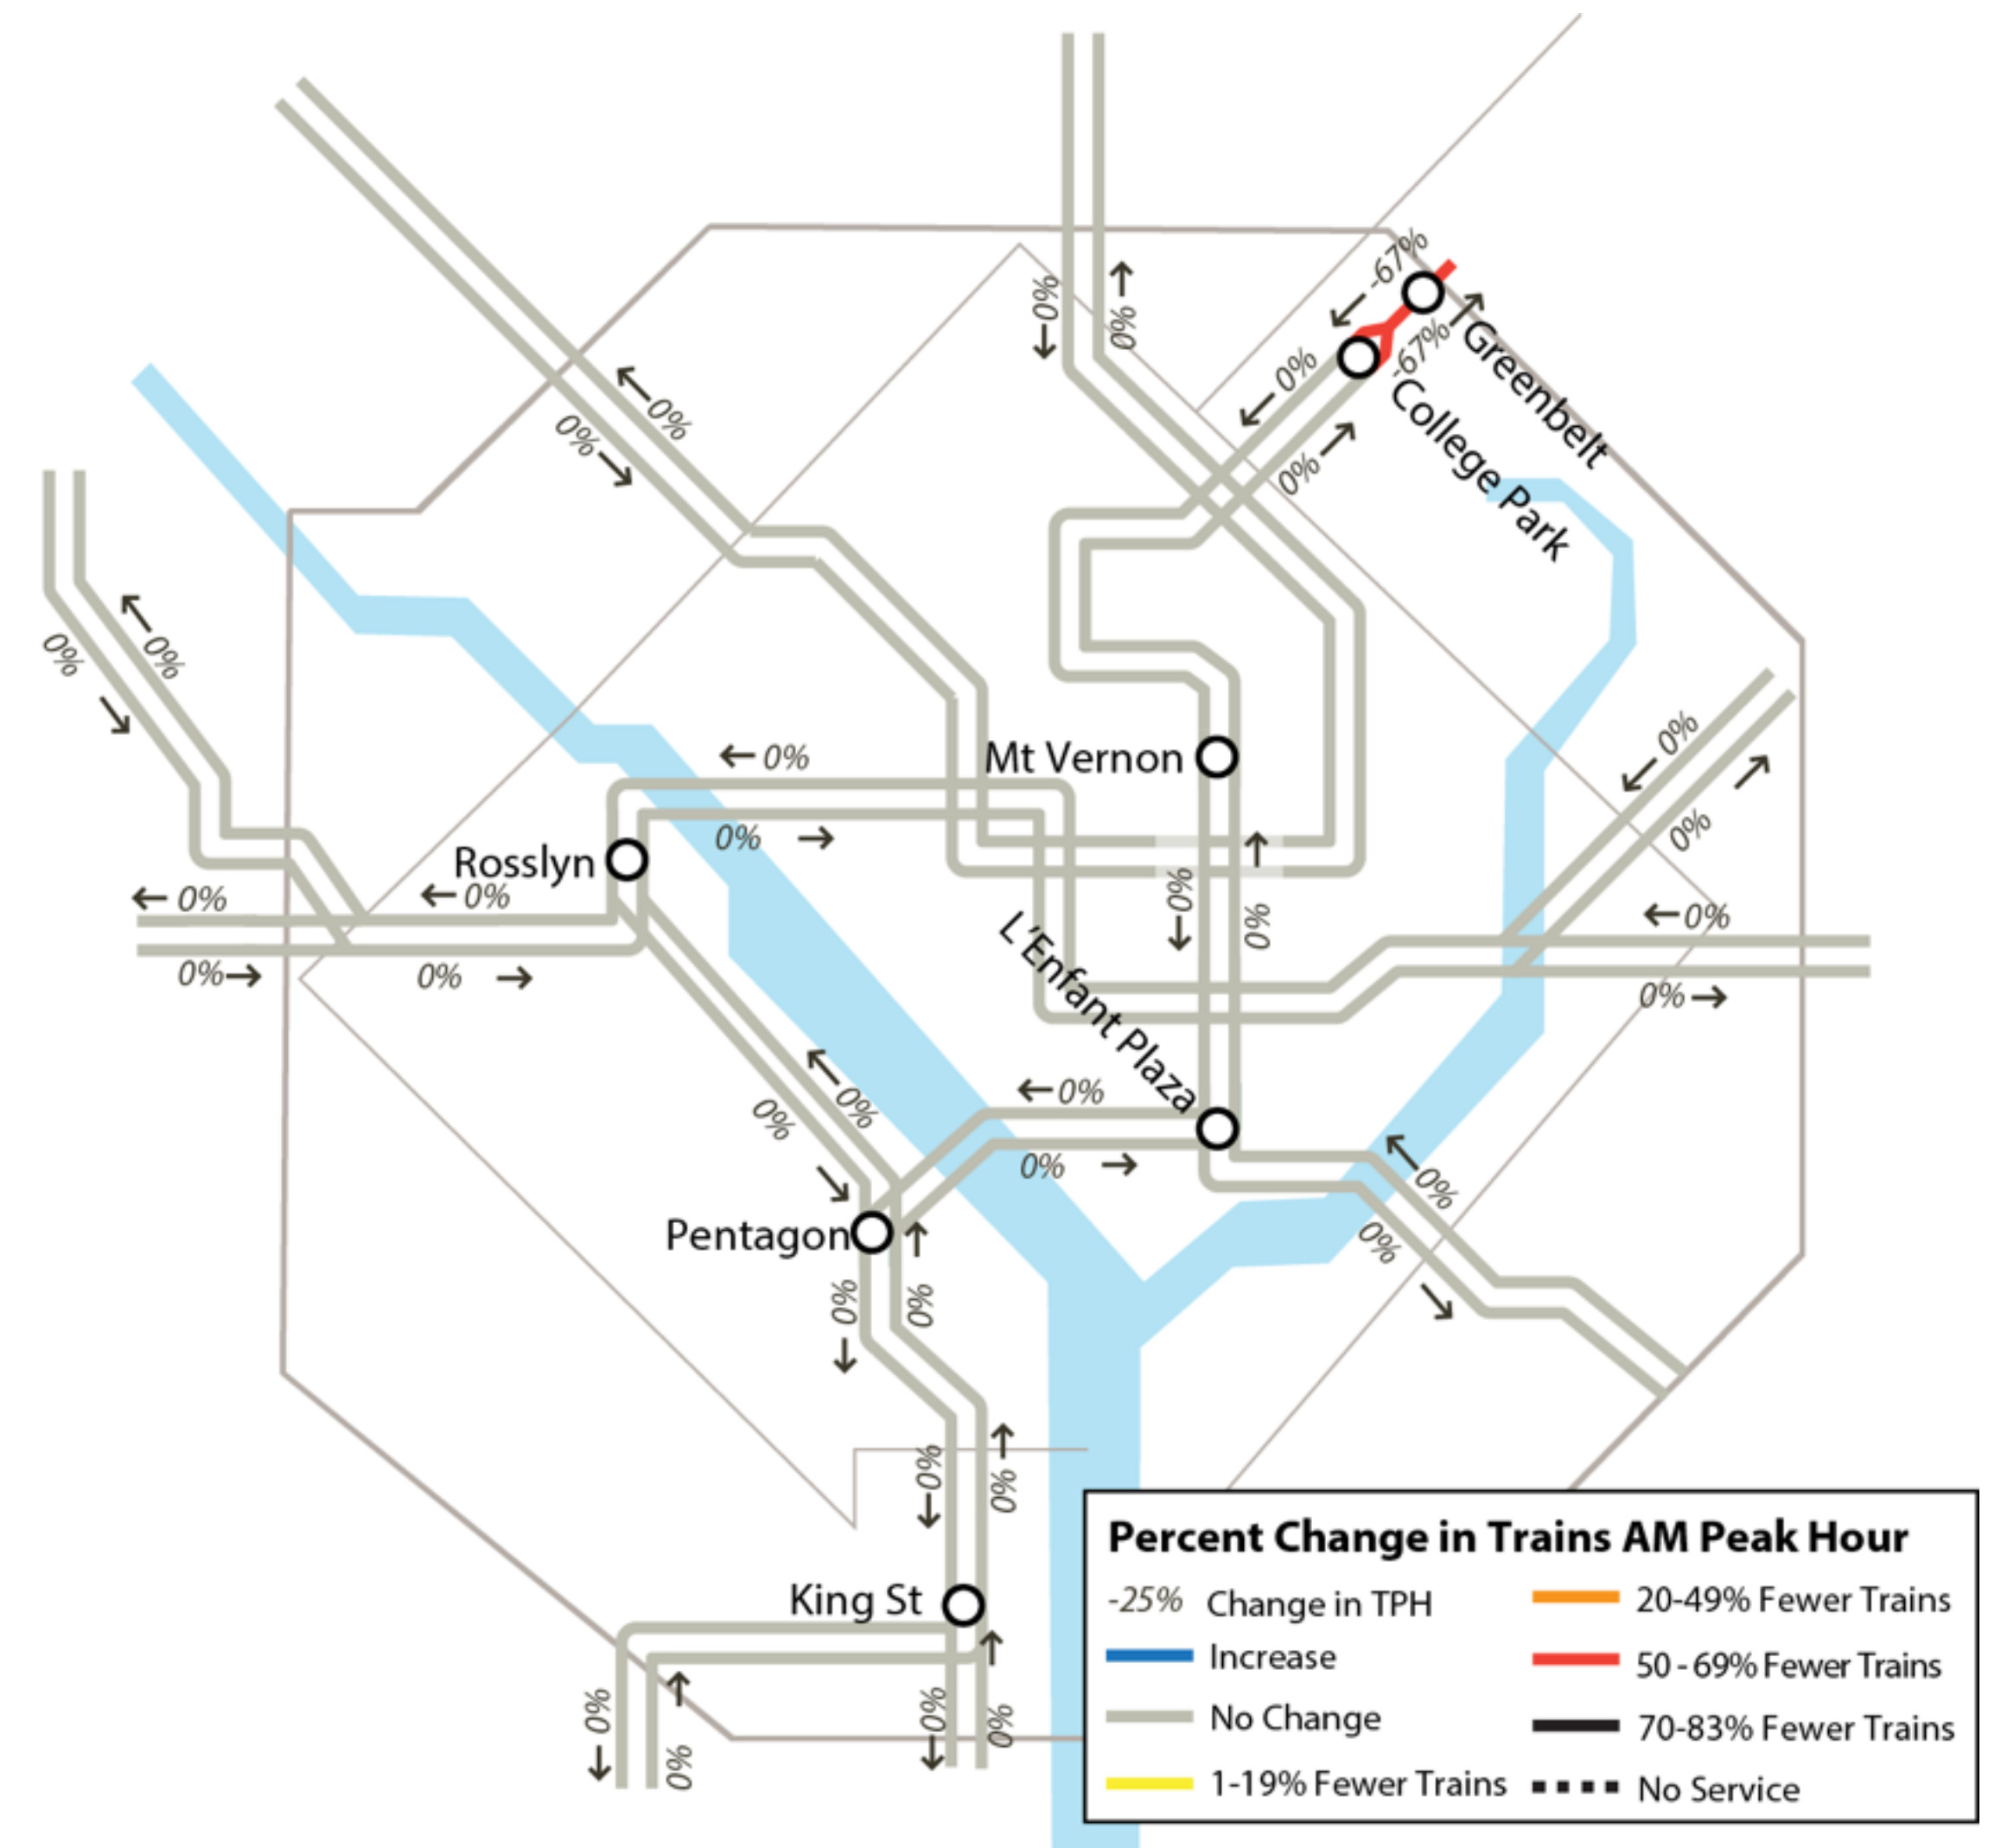 -67%
Greenbelt
-67%
0%
0%
College Park
0%
0%
0%
0%
0%
0%
Mt Vernon
0%
0%
Rosslyn
0%
0%
0%
0%
0%
0%
L'Enfant Plaza
0%
0%
0%
0%
0%
0%
0%
0%
0%
0%
Pentagon
0%
0%
0%
0%
King St
0%
0%
0%
0%
Percent Change in Trains AM Peak Hour
-25% Change in TPH
Increase
No Change
1-19% Fewer Trains
20-49% Fewer Trains
50 - 69% Fewer Trains
70-83% Fewer Trains
No Service